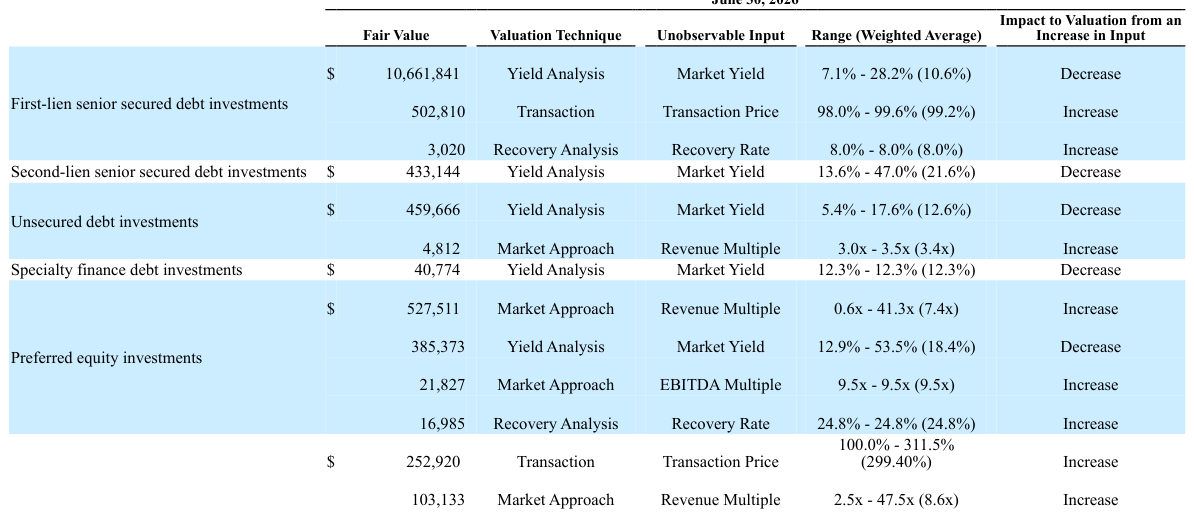 Fair Value Valuation Technique Unobservable Input Range (Weighted Average) Impact to Valuation from an Increase in Input
First-lien senior secured debt investments
$ 10,661,841 Yield Analysis Market Yield 7.1% - 28.2% (10.6%) Decrease
502,810 Transaction Transaction Price 98.0% - 99.6% (99.2%) Increase
3,020 Recovery Analysis Recovery Rate 8.0% - 8.0% (8.0%) Increase
Second-lien senior secured debt investments $ 433,144 Yield Analysis Market Yield 13.6% - 47.0% (21.6%) Decrease
Unsecured debt investments
$ 459,666 Yield Analysis Market Yield 5.4% - 17.6% (12.6%) Decrease
4,812 Market Approach Revenue Multiple 3.0x - 3.5x (3.4x) Increase
Specialty finance debt investments $ 40,774 Yield Analysis Market Yield 12.3% - 12.3% (12.3%) Decrease
Preferred equity investments
$ 527,511 Market Approach Revenue Multiple 0.6x - 41.3x (7.4x) Increase
385,373 Yield Analysis Market Yield 12.9% - 53.5% (18.4%) Decrease
21,827 Market Approach EBITDA Multiple 9.5x - 9.5x (9.5x) Increase
16,985 Recovery Analysis Recovery Rate 24.8% - 24.8% (24.8%) Increase
$ 252,920 Transaction Transaction Price 100.0% - 311.5% (299.40%) Increase
103,133 Market Approach Revenue Multiple 2.5x - 47.5x (8.6x) Increase